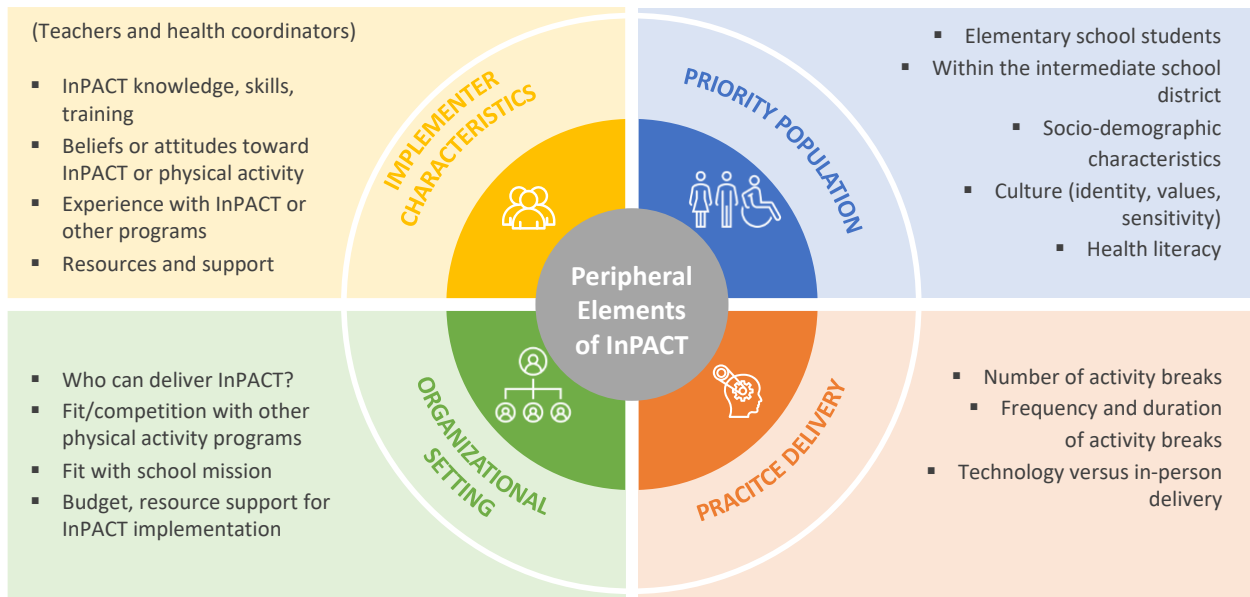 (Teachers and health coordinators)
▪ InPACT knowledge, skills,
training
▪ Beliefs or attitudes toward
InPACT or physical activity
▪ Experience with InPACT or
other programs
▪ Resources and support
IMPLEMENTER
CHARACTERISTICS
PRIORITY POPULATION
▪ Elementary school students
▪ Within the intermediate school
district
▪ Socio-demographic
characteristics
▪ Culture (identity, values,
sensitivity)
▪ Health literacy
Peripheral
Elements
of InPACT
▪ Who can deliver InPACT?
▪ Fit/competition with other
physical activity programs
▪ Fit with school mission
▪ Budget, resource support for
InPACT implementation
ORGANIZATIONAL
SETTING
PRACITCE DELIVERY
▪ Number of activity breaks
▪ Frequency and duration
of activity breaks
▪ Technology versus in-person
delivery